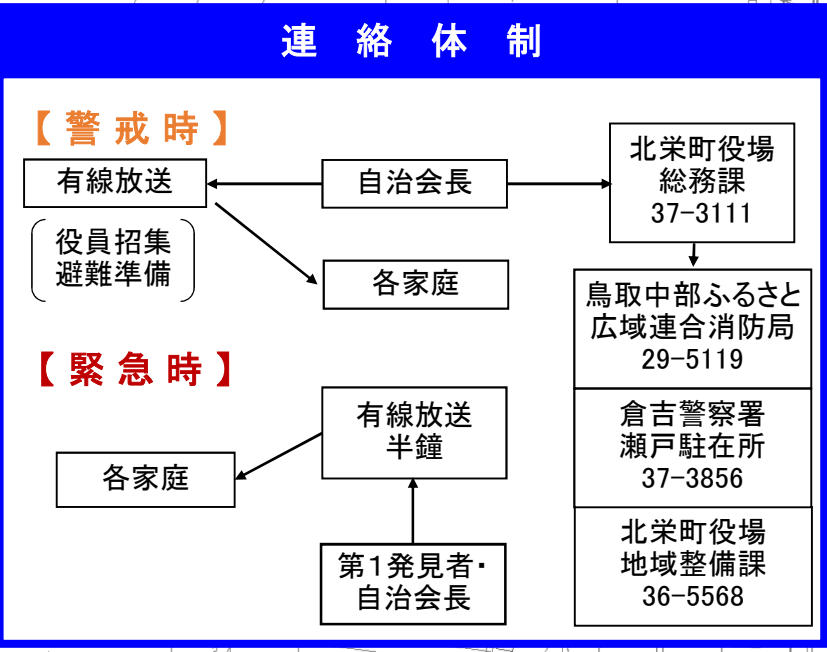 連絡体制
【警戒時】
有線放送
自治会長
北栄町役場
総務課
37-3111
役員招集
避難準備
各家庭
鳥取中部ふるさと
広域連合消防局
29-5119
【緊急時】
有線放送
半鐘
各家庭
倉吉警察署
瀬戸駐在所
37-3856
第1発見者・
自治会長
北栄町役場
地域整備課
36-5568